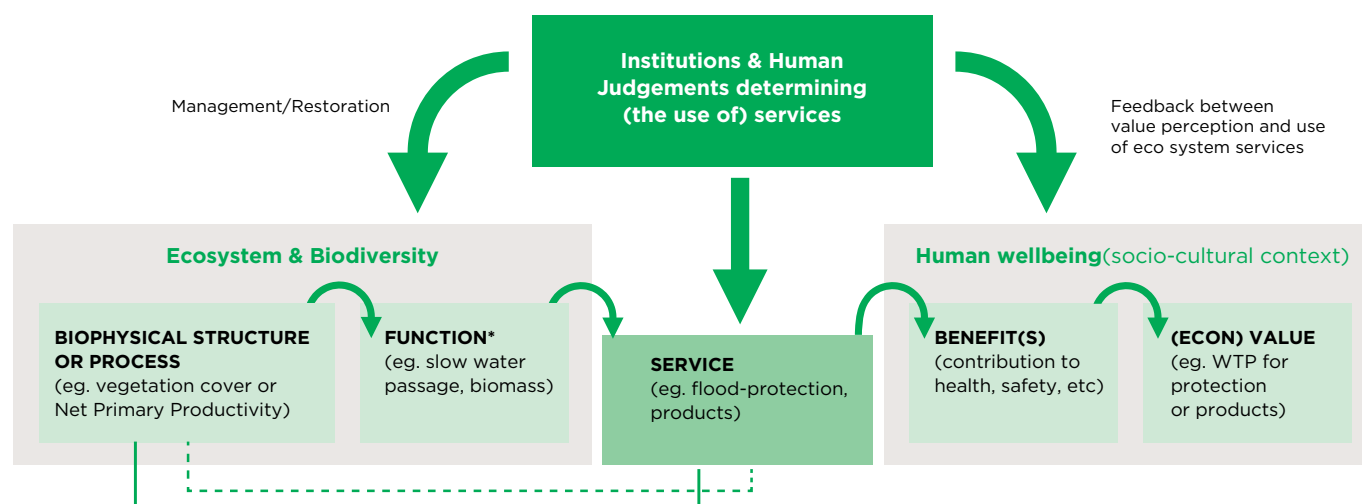 Institutions & Human
Judgements determining
(the use of) services
Management/Restoration
Feedback between
value perception and use
of eco system services
Ecosystem & Biodiversity
Human wellbeing(socio-cultural context)
BIOPHYSICAL STRUCTURE
OR PROCESS
(eg. vegetation cover or
Net Primary Productivity)
FUNCTION*
(eg. slow water
passage, biomass)
SERVICE
(eg. flood-protection,
products)
BENEFIT(S)
(contribution to
health, safety, etc)
(ECON) VALUE
(eg. WTP for
protection
or products)